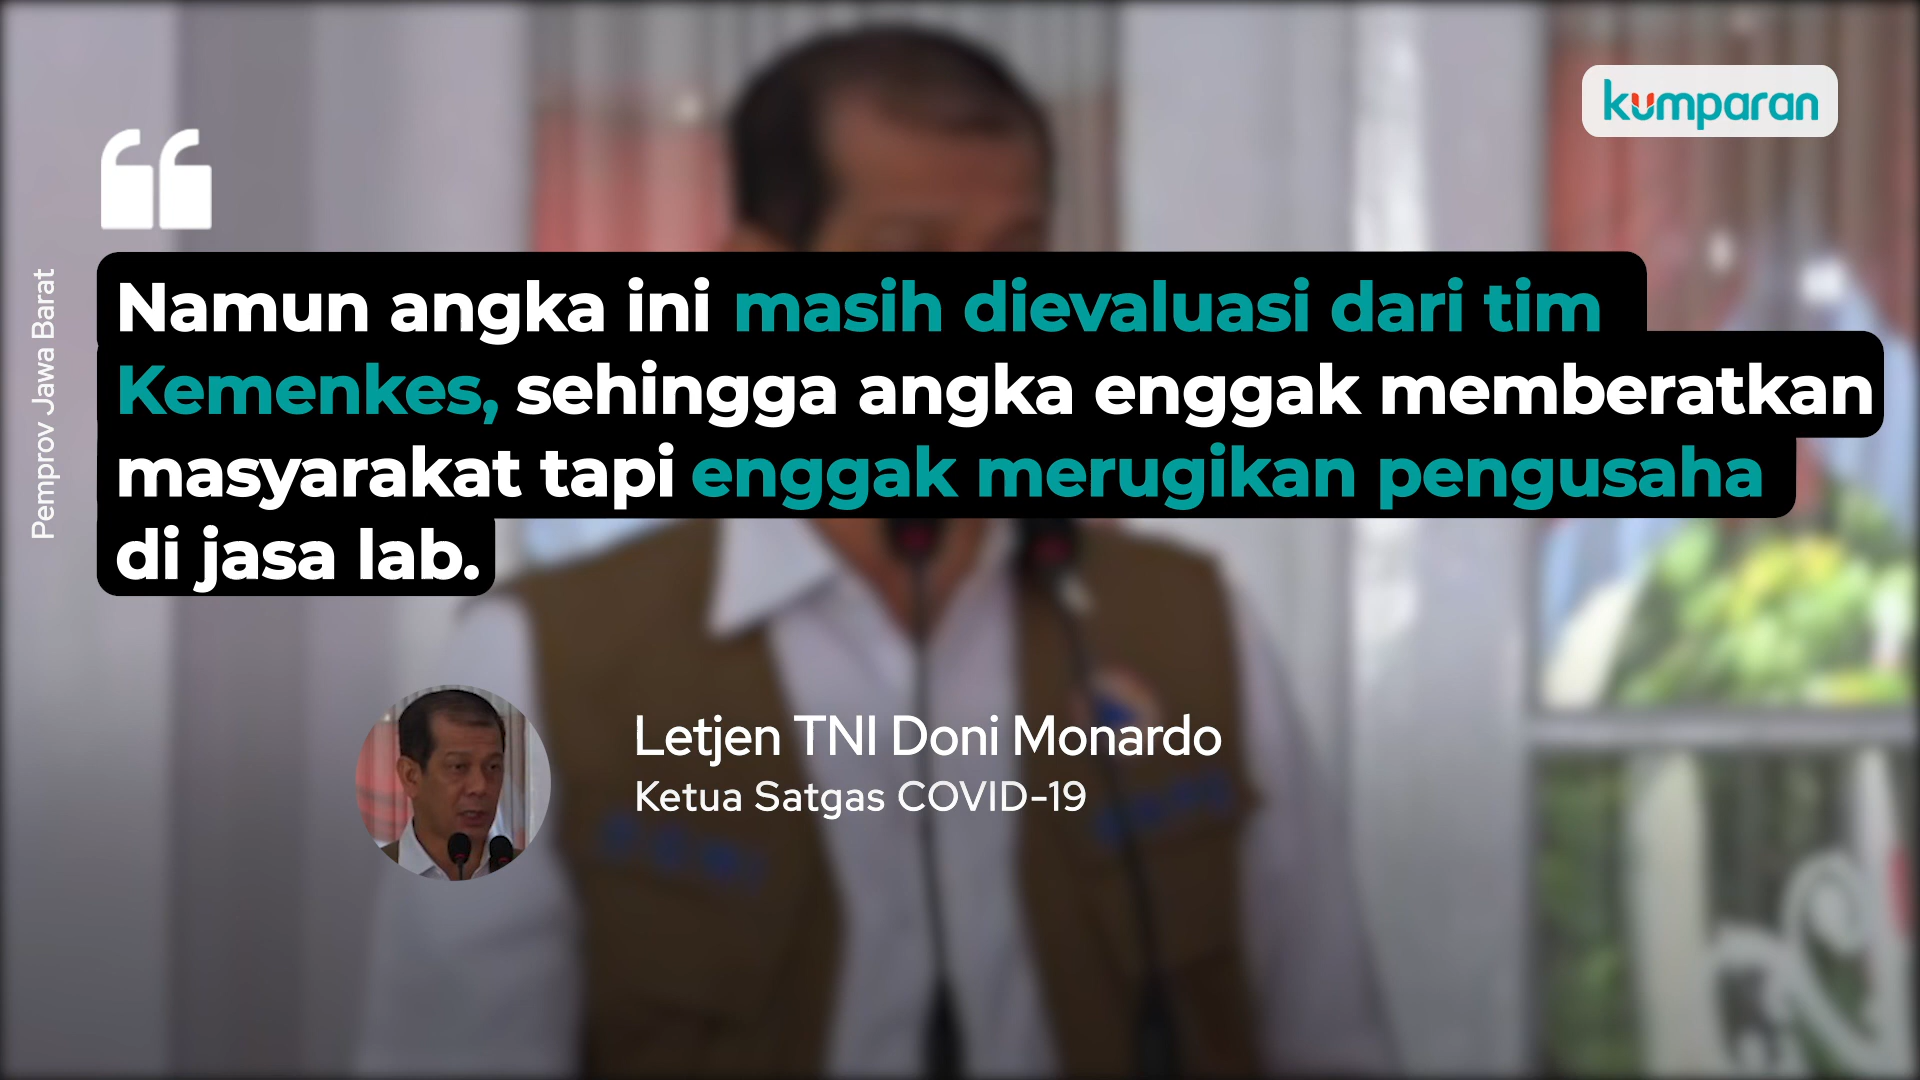 kumparan
Pemprov Jawa Barat
Namun angka ini masih dievaluasi dari tim
Kemenkes, sehingga angka enggak memberatkan
masyarakat tapi enggak merugikan pengusaha
di jasa lab.
Letjen TNI Doni Monardo
Ketua Satgas COVID-19